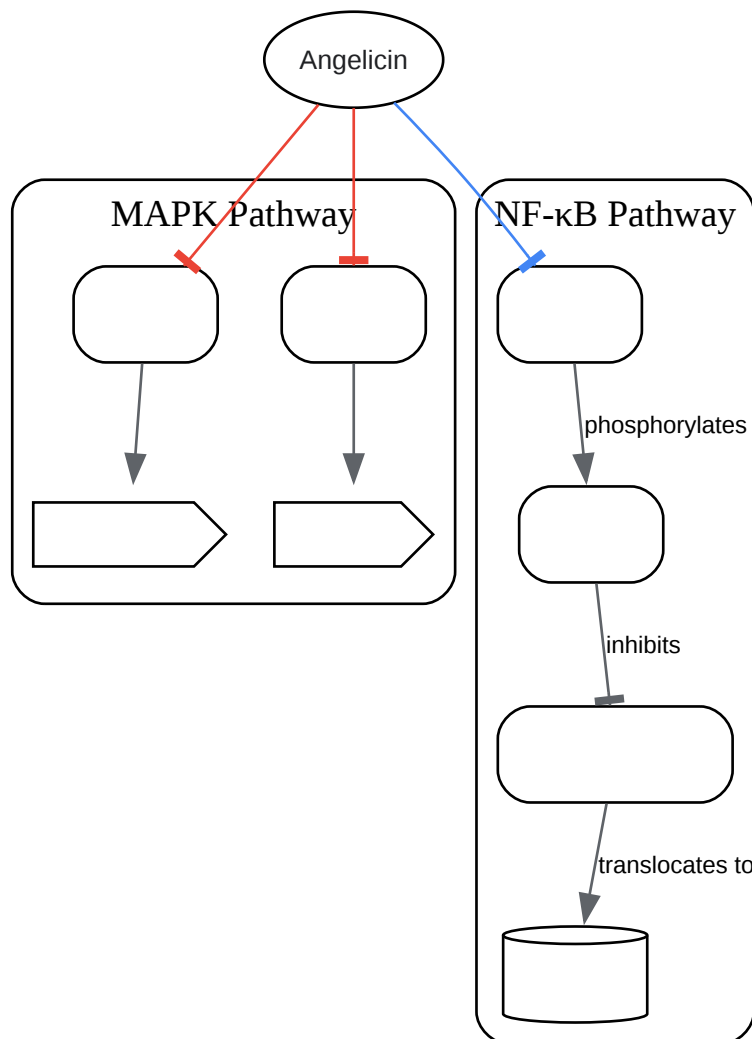 Angelicin
MAPK Pathway
NF-κB Pathway
phosphorylates
inhibits
translocates to